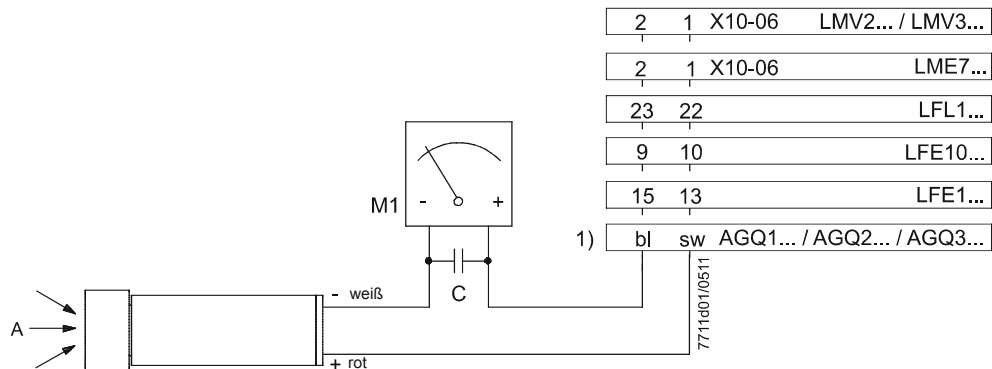 2 1 X10-06 LMV2... / LMV3...
2 1 X10-06 LME7...
23 22 LFL1...
9 10 LFE10...
15 13 LFE1...
1) bl sw AGQ1... / AGQ2... / AGQ3...
M1 - +
C
- weiß
A
+ rot
7711d01/0511